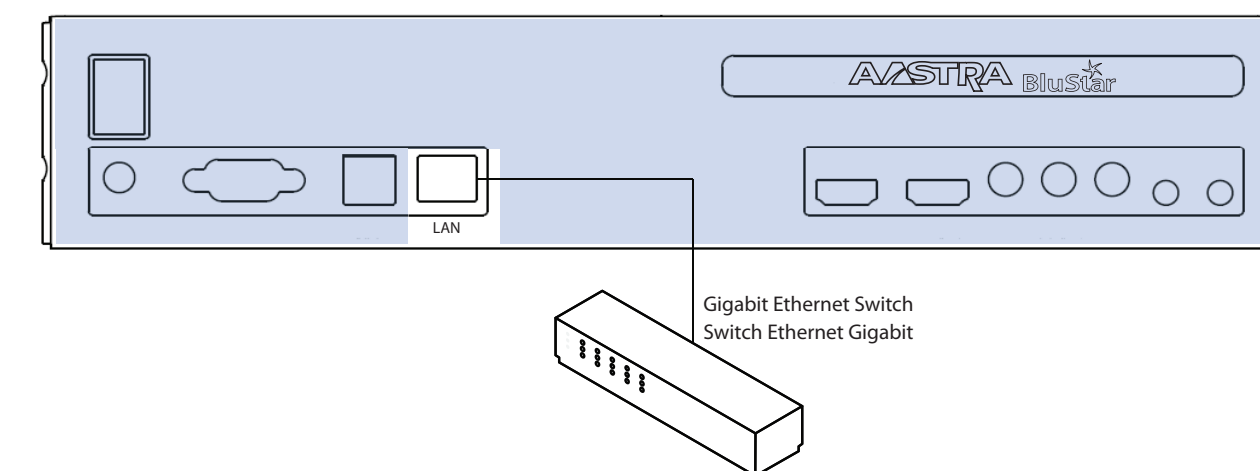 AASTRA BluStar
LAN
Gigabit Ethernet Switch
Switch Ethernet Gigabit